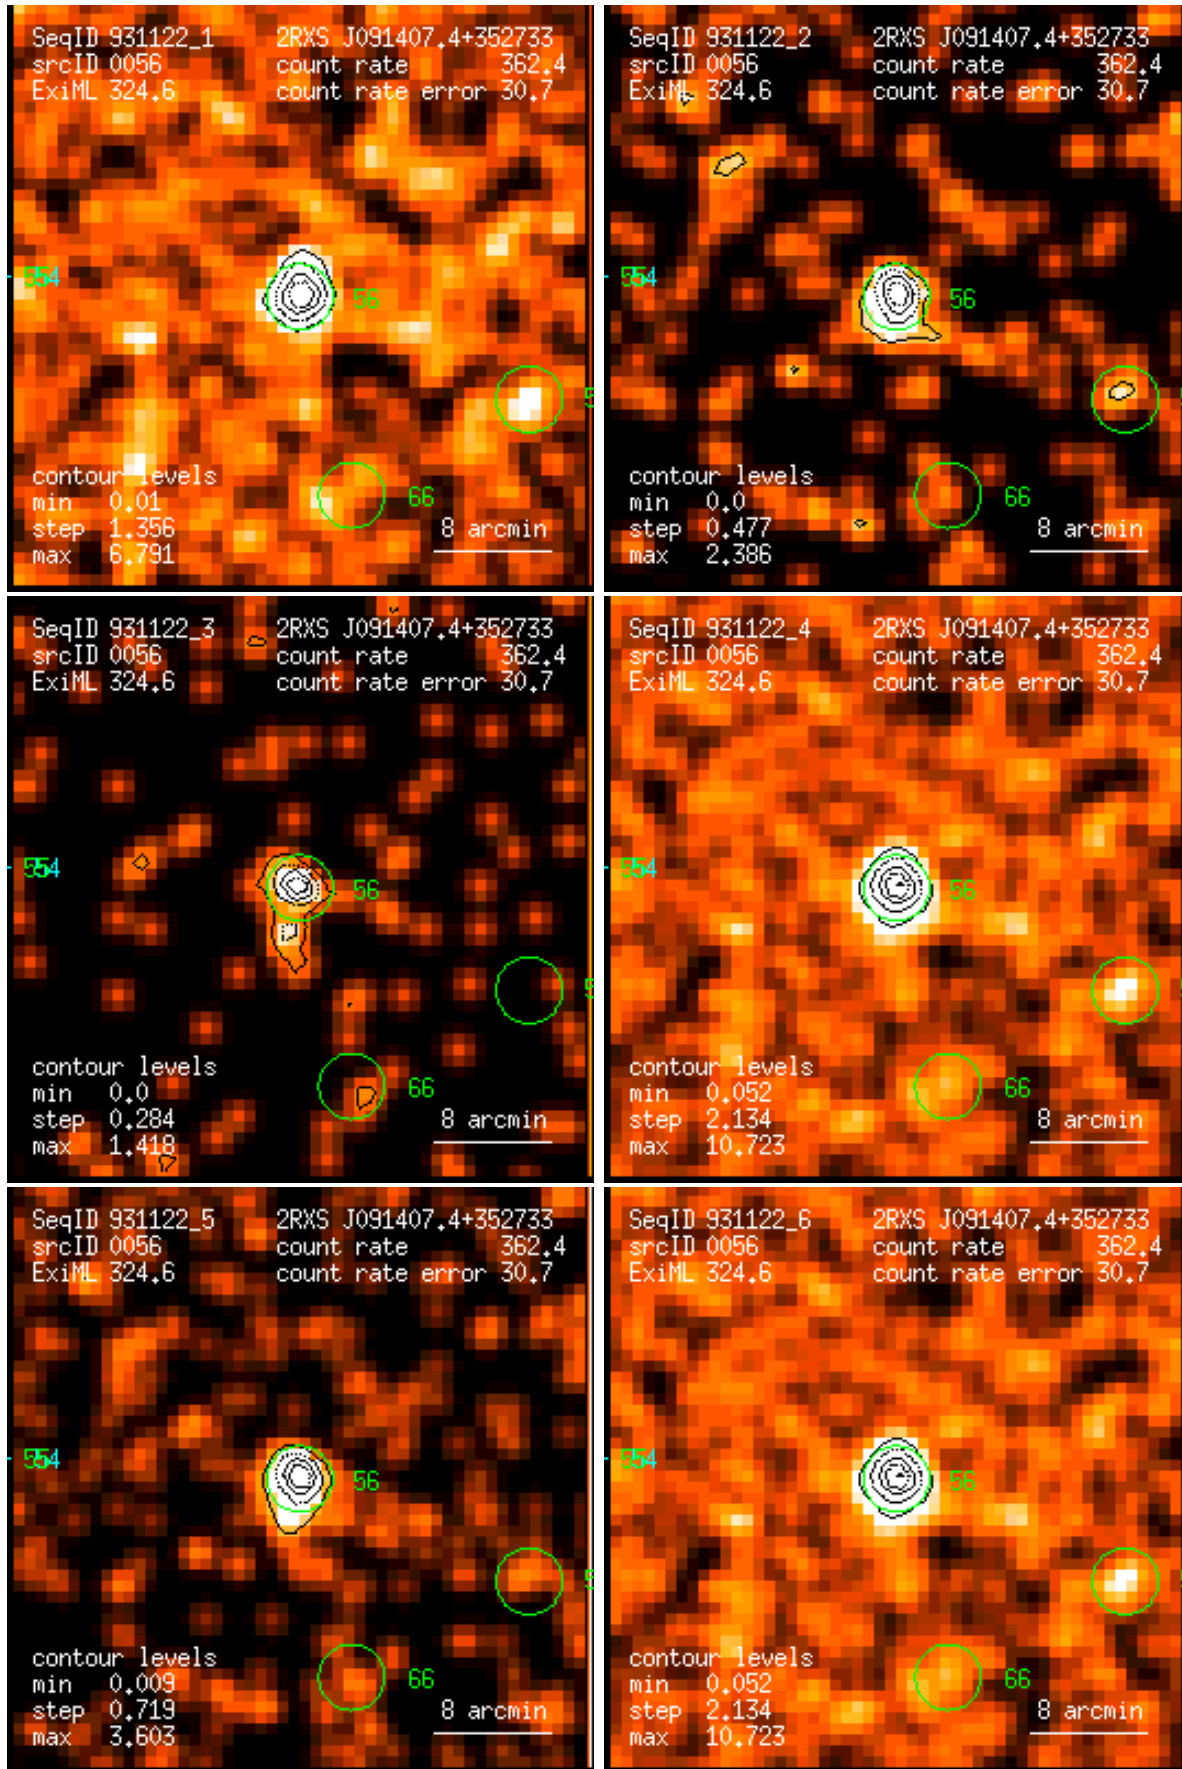 SeqID 931122_1 2RXS J091407.4+352733
srcID 0056 count rate 362.4
ExiML 324.6 count rate error 30.7
56
66
contour levels
min 0.01
step 1.356 8 arcmin
max 6.791
SeqID 931122_2 2RXS J091407.4+352733
srcID 0056 count rate 362.4
ExiML 324.6 count rate error 30.7
56
66
contour levels
min 0.0
step 0.477 8 arcmin
max 2.386
SeqID 931122_3 2RXS J091407.4+352733
srcID 0056 count rate 362.4
ExiML 324.6 count rate error 30.7
56
66
contour levels
min 0.0
step 0.284 8 arcmin
max 1.418
SeqID 931122_4 2RXS J091407.4+352733
srcID 0056 count rate 362.4
ExiML 324.6 count rate error 30.7
56
66
contour levels
min 0.052
step 2.134 8 arcmin
max 10.723
SeqID 931122_5 2RXS J091407.4+352733
srcID 0056 count rate 362.4
ExiML 324.6 count rate error 30.7
56
66
contour levels
min 0.009
step 0.719 8 arcmin
max 3.603
SeqID 931122_6 2RXS J091407.4+352733
srcID 0056 count rate 362.4
ExiML 324.6 count rate error 30.7
56
66
contour levels
min 0.052
step 2.134 8 arcmin
max 10.723